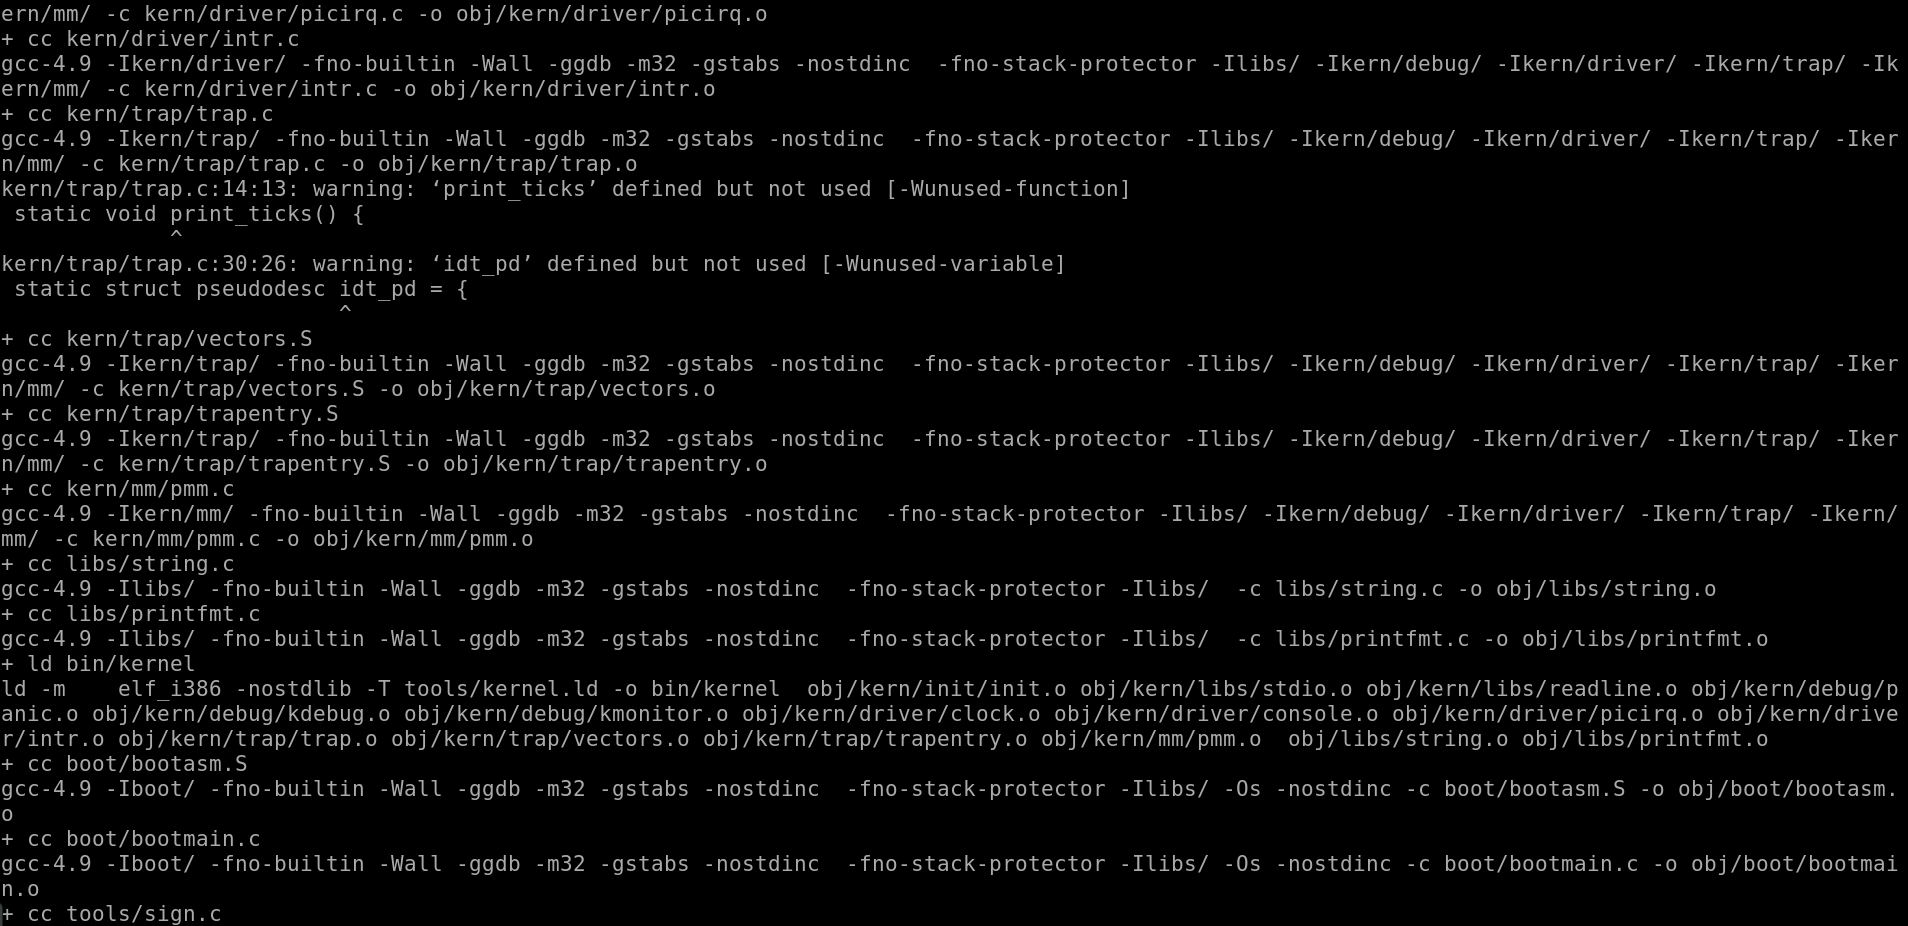 ern/mm/ -c kern/driver/picirq.c -o obj/kern/driver/picirq.o
+ cc kern/driver/intr.c
gcc-4.9 -Ikern/driver/ -fno-builtin -Wall -ggdb -m32 -gstabs -nostdinc  -fno-stack-protector -Ilibs/ -Ikern/debug/ -Ikern/driver/ -Ikern/trap/ -Ik
ern/mm/ -c kern/driver/intr.c -o obj/kern/driver/intr.o
+ cc kern/trap/trap.c
gcc-4.9 -Ikern/trap/ -fno-builtin -Wall -ggdb -m32 -gstabs -nostdinc  -fno-stack-protector -Ilibs/ -Ikern/debug/ -Ikern/driver/ -Ikern/trap/ -Iker
n/mm/ -c kern/trap/trap.c -o obj/kern/trap/trap.o
kern/trap/trap.c:14:13: warning: ‘print_ticks’ defined but not used [-Wunused-function]
 static void print_ticks() {
             ^
kern/trap/trap.c:30:26: warning: ‘idt_pd’ defined but not used [-Wunused-variable]
 static struct pseudodesc idt_pd = {
                          ^
+ cc kern/trap/vectors.S
gcc-4.9 -Ikern/trap/ -fno-builtin -Wall -ggdb -m32 -gstabs -nostdinc  -fno-stack-protector -Ilibs/ -Ikern/debug/ -Ikern/driver/ -Ikern/trap/ -Iker
n/mm/ -c kern/trap/vectors.S -o obj/kern/trap/vectors.o
+ cc kern/trap/trapentry.S
gcc-4.9 -Ikern/trap/ -fno-builtin -Wall -ggdb -m32 -gstabs -nostdinc  -fno-stack-protector -Ilibs/ -Ikern/debug/ -Ikern/driver/ -Ikern/trap/ -Iker
n/mm/ -c kern/trap/trapentry.S -o obj/kern/trap/trapentry.o
+ cc kern/mm/pmm.c
gcc-4.9 -Ikern/mm/ -fno-builtin -Wall -ggdb -m32 -gstabs -nostdinc  -fno-stack-protector -Ilibs/ -Ikern/debug/ -Ikern/driver/ -Ikern/trap/ -Ikern/
mm/ -c kern/mm/pmm.c -o obj/kern/mm/pmm.o
+ cc libs/string.c
gcc-4.9 -Ilibs/ -fno-builtin -Wall -ggdb -m32 -gstabs -nostdinc  -fno-stack-protector -Ilibs/  -c libs/string.c -o obj/libs/string.o
+ cc libs/printfmt.c
gcc-4.9 -Ilibs/ -fno-builtin -Wall -ggdb -m32 -gstabs -nostdinc  -fno-stack-protector -Ilibs/  -c libs/printfmt.c -o obj/libs/printfmt.o
+ ld bin/kernel
ld -m    elf_i386 -nostdlib -T tools/kernel.ld -o bin/kernel  obj/kern/init/init.o obj/kern/libs/stdio.o obj/kern/libs/readline.o obj/kern/debug/p
anic.o obj/kern/debug/kdebug.o obj/kern/debug/kmonitor.o obj/kern/driver/clock.o obj/kern/driver/console.o obj/kern/driver/picirq.o obj/kern/drive
r/intr.o obj/kern/trap/trap.o obj/kern/trap/vectors.o obj/kern/trap/trapentry.o obj/kern/mm/pmm.o  obj/libs/string.o obj/libs/printfmt.o
+ cc boot/bootasm.S
gcc-4.9 -Iboot/ -fno-builtin -Wall -ggdb -m32 -gstabs -nostdinc  -fno-stack-protector -Ilibs/ -Os -nostdinc -c boot/bootasm.S -o obj/boot/bootasm.
o
+ cc boot/bootmain.c
gcc-4.9 -Iboot/ -fno-builtin -Wall -ggdb -m32 -gstabs -nostdinc  -fno-stack-protector -Ilibs/ -Os -nostdinc -c boot/bootmain.c -o obj/boot/bootmai
n.o
+ cc tools/sign.c